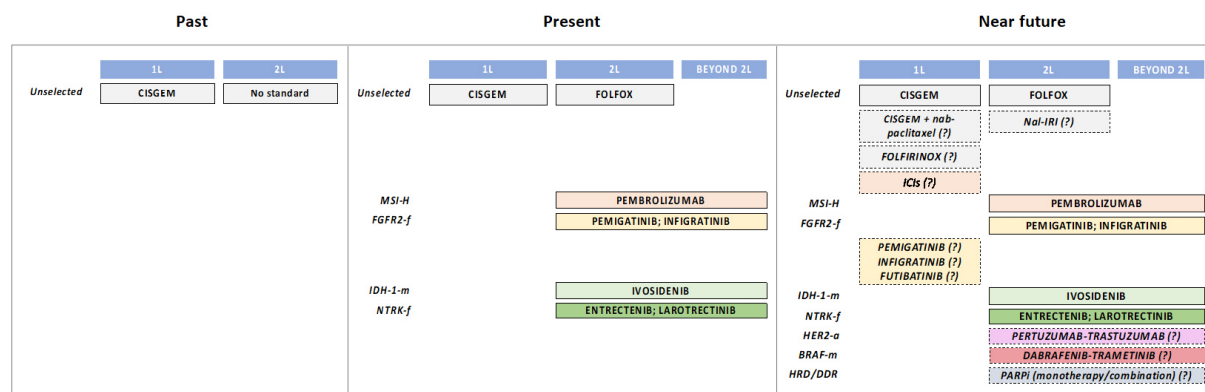 Past
Present
Near future
1L
2L
Unselected
CISGEM
No standard
1L
2L
BEYOND 2L
Unselected
CISGEM
FOLFOX
MSI-H
PEMBROLIZUMAB
FGFR2-f
PEMIGATINIB; INFIGRATINIB
IDH-1-m
IVOSIDENIB
NTRK-f
ENTRECTENIB; LAROTRECTINIB
1L
2L
BEYOND 2L
Unselected
CISGEM
FOLFOX
CISGEM + nab-
paclitaxel (?)
Nal-IRI (?)
FOLFIRINOX (?)
ICIs (?)
MSI-H
PEMBROLIZUMAB
FGFR2-f
PEMIGATINIB; INFIGRATINIB
PEMIGATINIB (?)
INFIGRATINIB (?)
FUTIBATINIB (?)
IDH-1-m
IVOSIDENIB
NTRK-f
ENTRECTENIB; LAROTRECTINIB
HER2-a
PERTUZUMAB-TRASTUZUMAB (?)
BRAF-m
DABRAFENIB-TRAMETINIB (?)
HRD/DDR
PARPi (monotherapy/combination) (?)